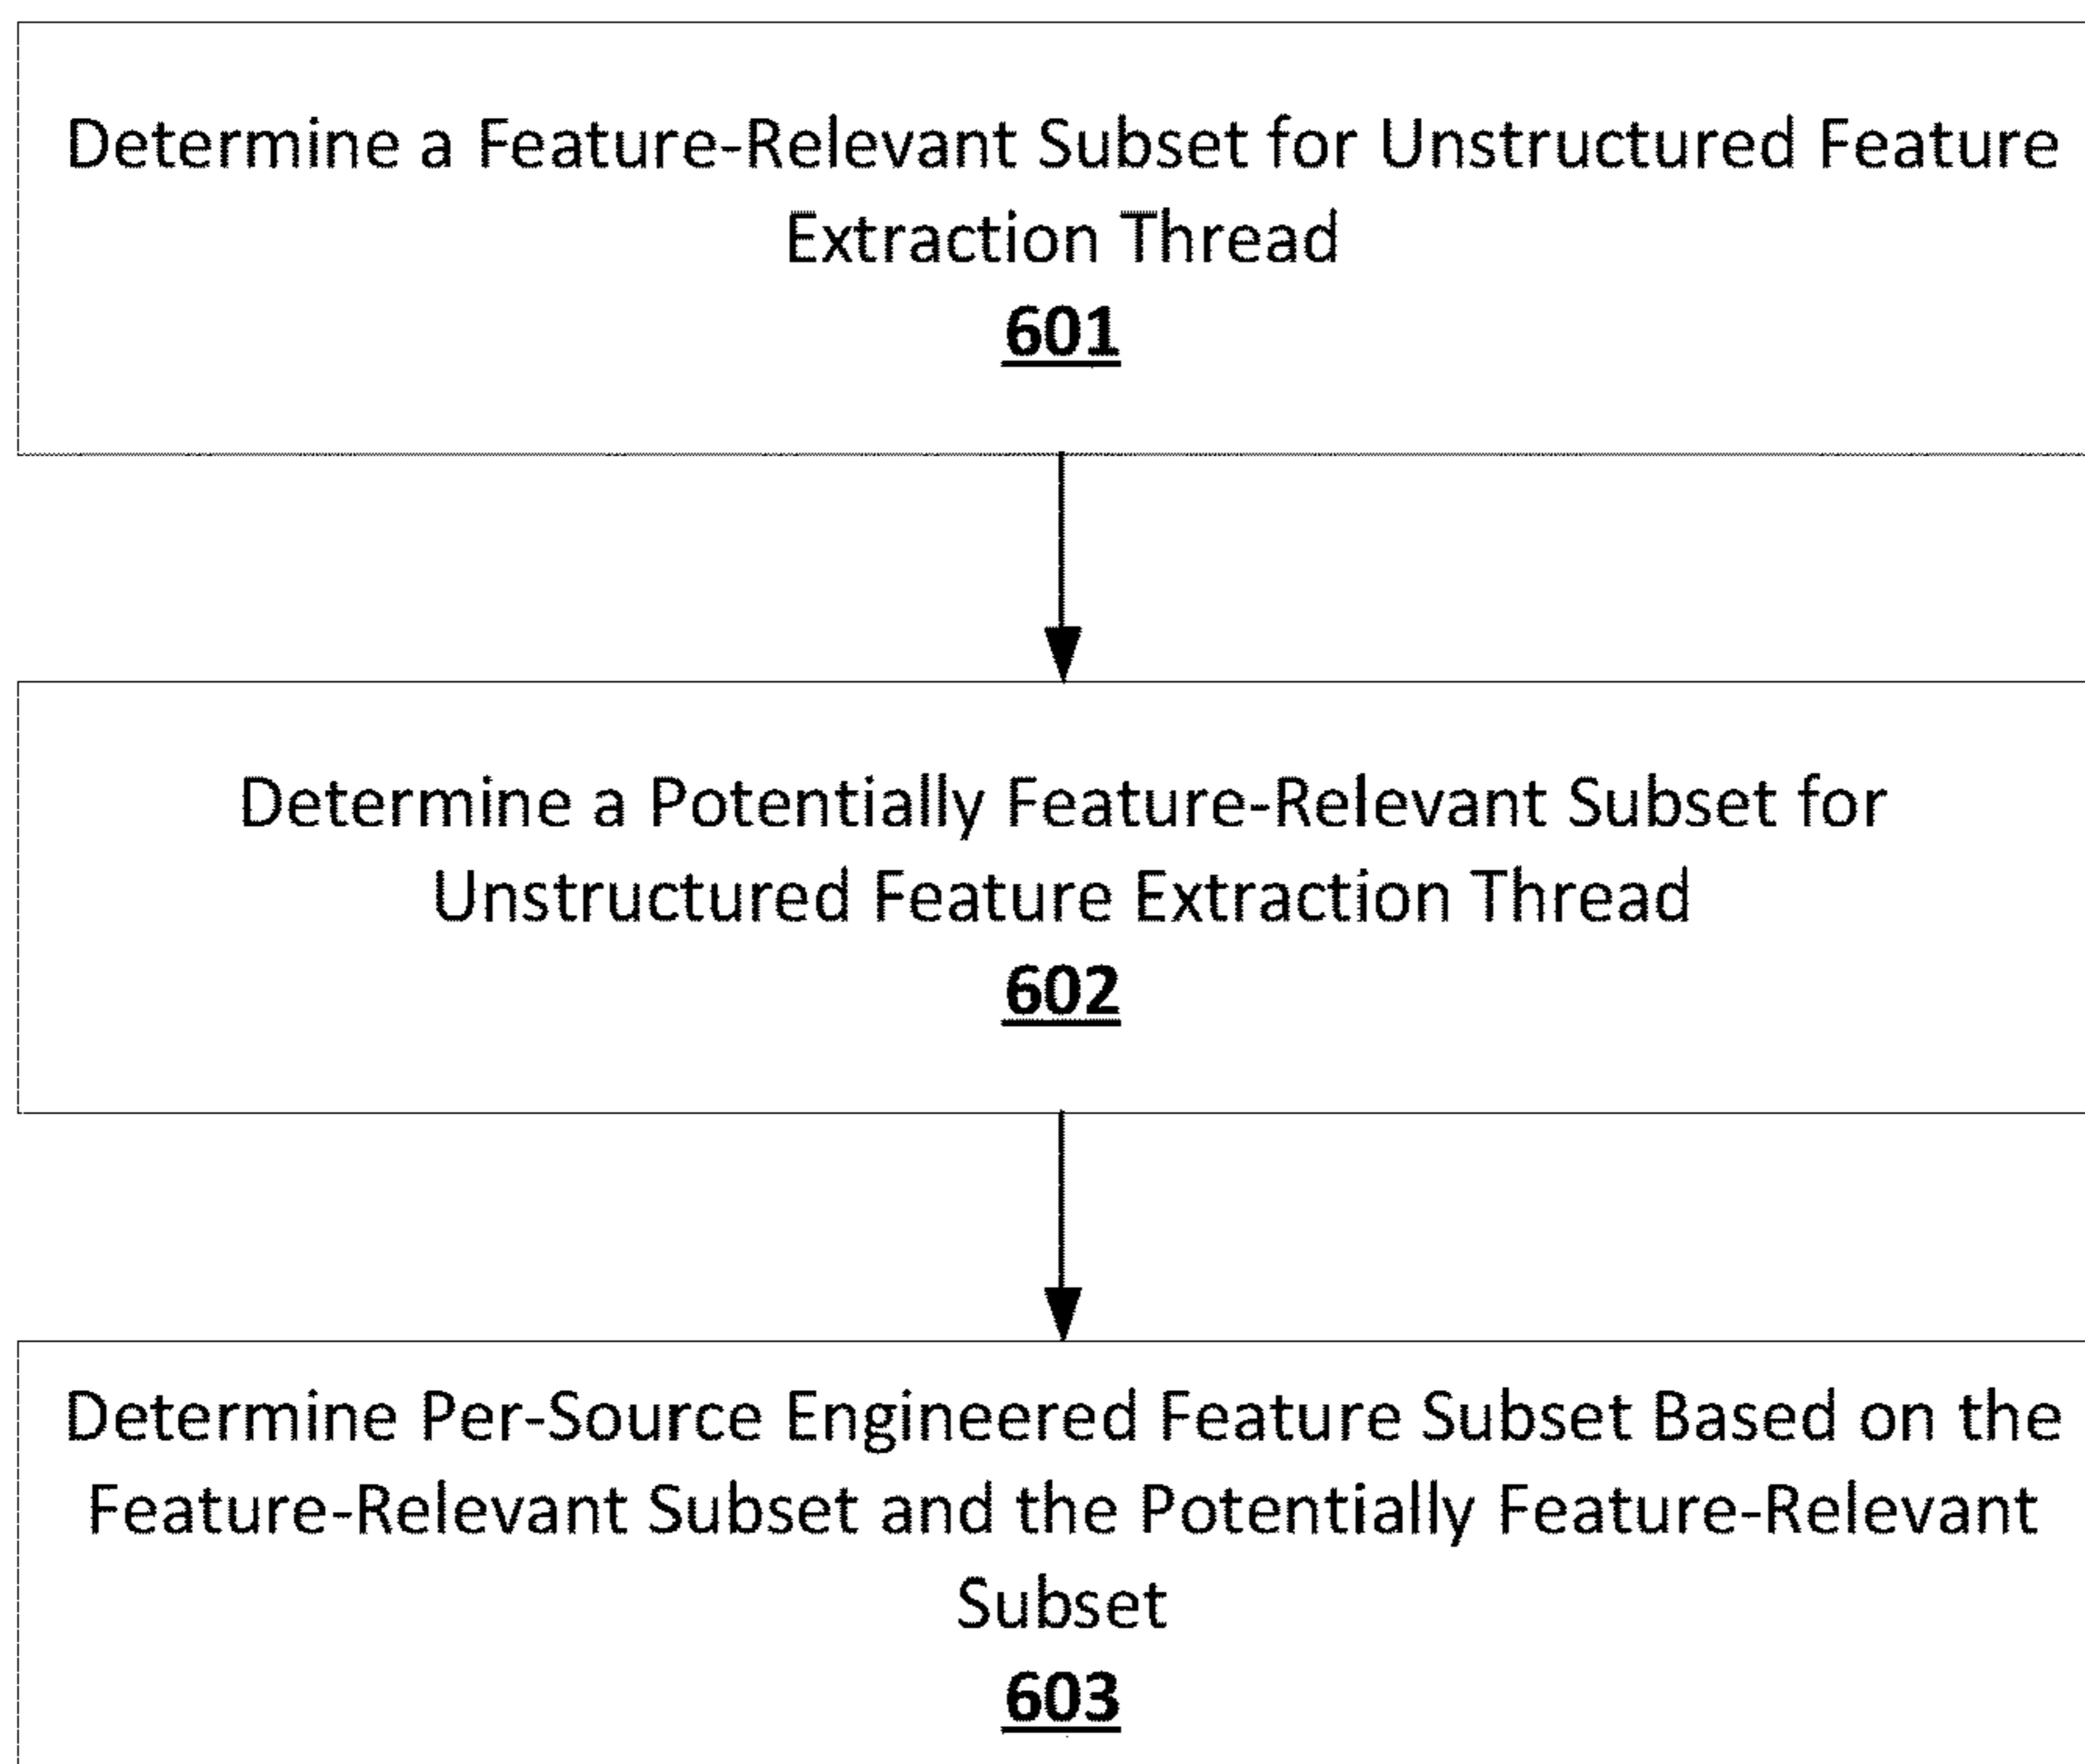 Determine a Feature-Relevant Subset for Unstructured Feature
Extraction Thread
601
Determine a Potentially Feature-Relevant Subset for
Unstructured Feature Extraction Thread
602
Determine Per-Source Engineered Feature Subset Based on the
Feature-Relevant Subset and the Potentially Feature-Relevant
Subset
603